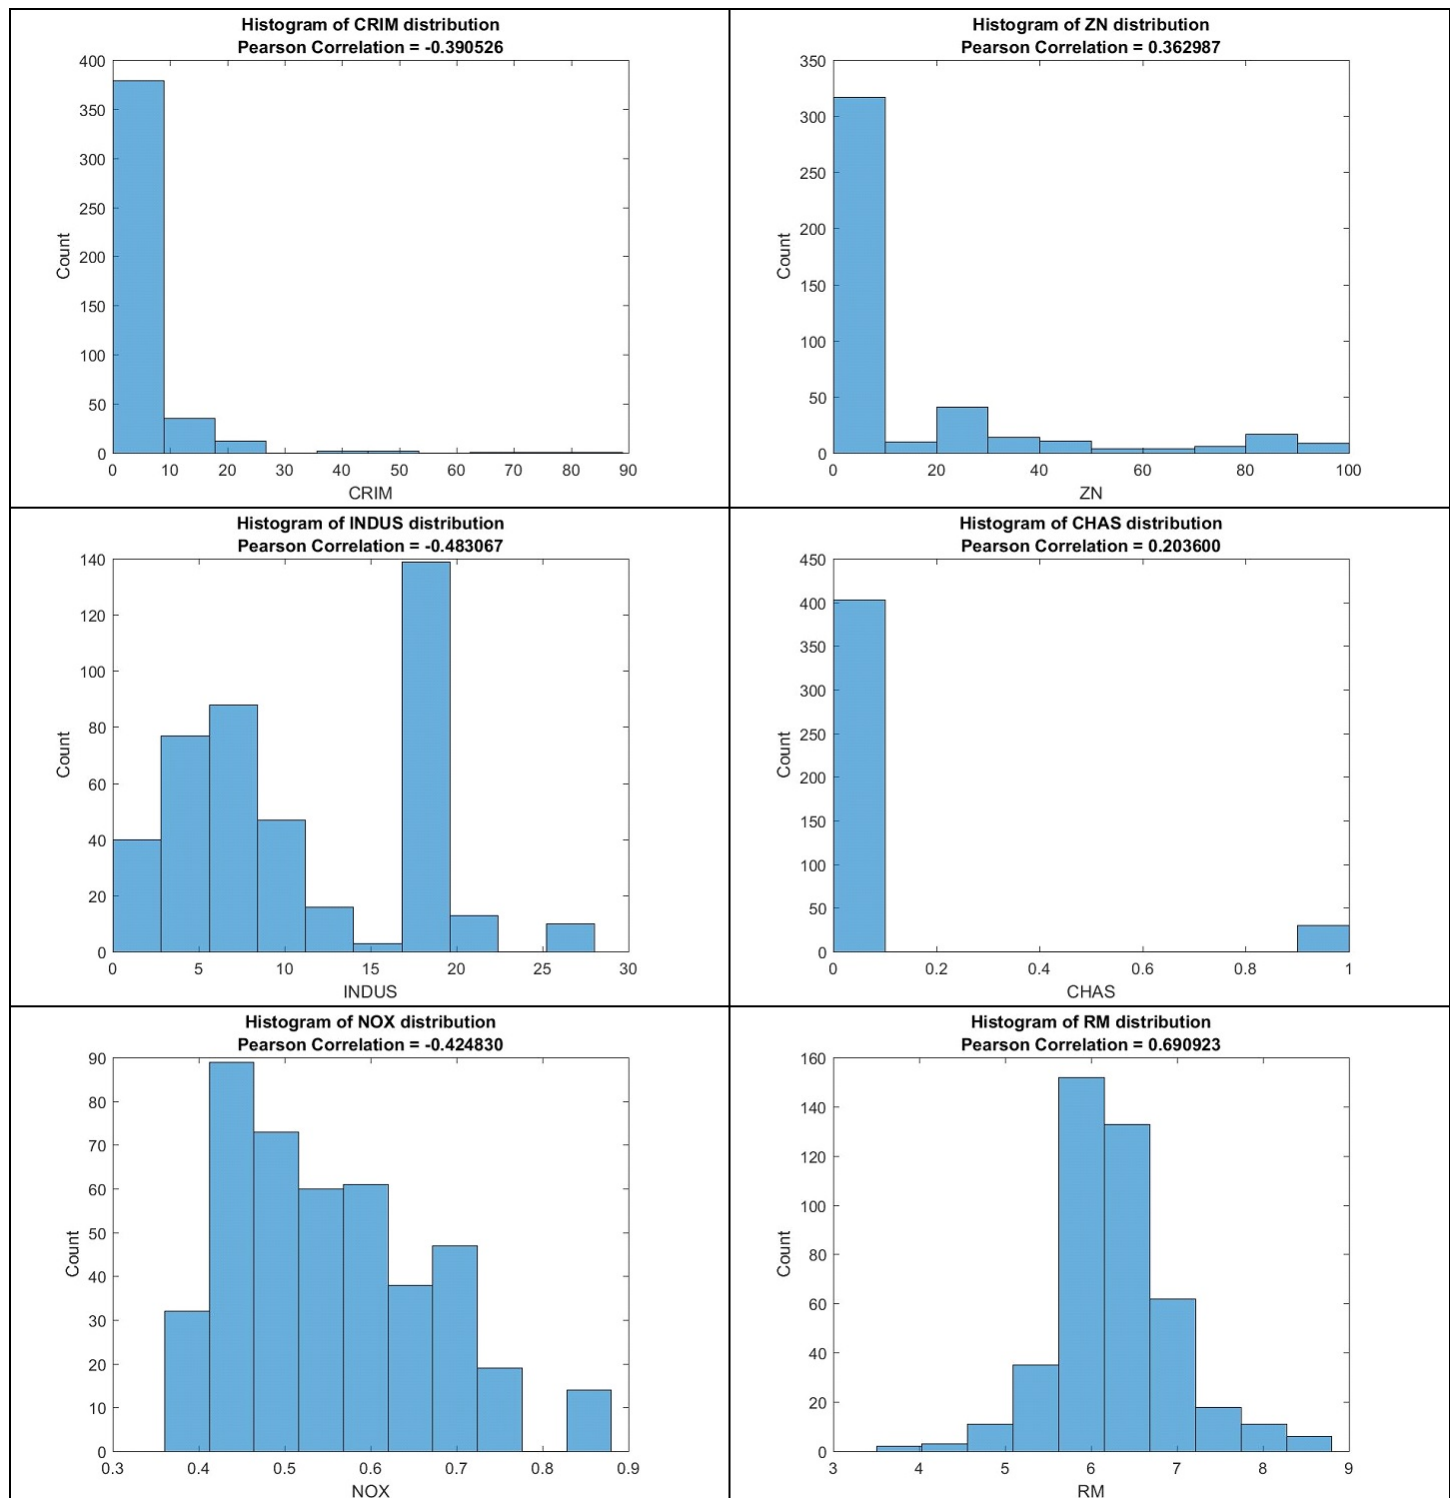 Histogram of CRIM distribution
Pearson Correlation = -0.390526
400
350
300
250
200
150
100
50
0
Count
0 10 20 30 40 50 60 70 80 90
CRIM
Histogram of ZN distribution
Pearson Correlation = 0.362987
350
300
250
200
150
100
50
0
Count
0 20 40 60 80 100
ZN
Histogram of INDUS distribution
Pearson Correlation = -0.483067
140
120
100
80
60
40
20
0
Count
0 5 10 15 20 25 30
INDUS
Histogram of CHAS distribution
Pearson Correlation = 0.203600
450
400
350
300
250
200
150
100
50
0
Count
0 0.2 0.4 0.6 0.8 1
CHAS
Histogram of NOX distribution
Pearson Correlation = -0.424830
90
80
70
60
50
40
30
20
10
0
Count
0.3 0.4 0.5 0.6 0.7 0.8 0.9
NOX
Histogram of RM distribution
Pearson Correlation = 0.690923
160
140
120
100
80
60
40
20
0
Count
3 4 5 6 7 8 9
RM